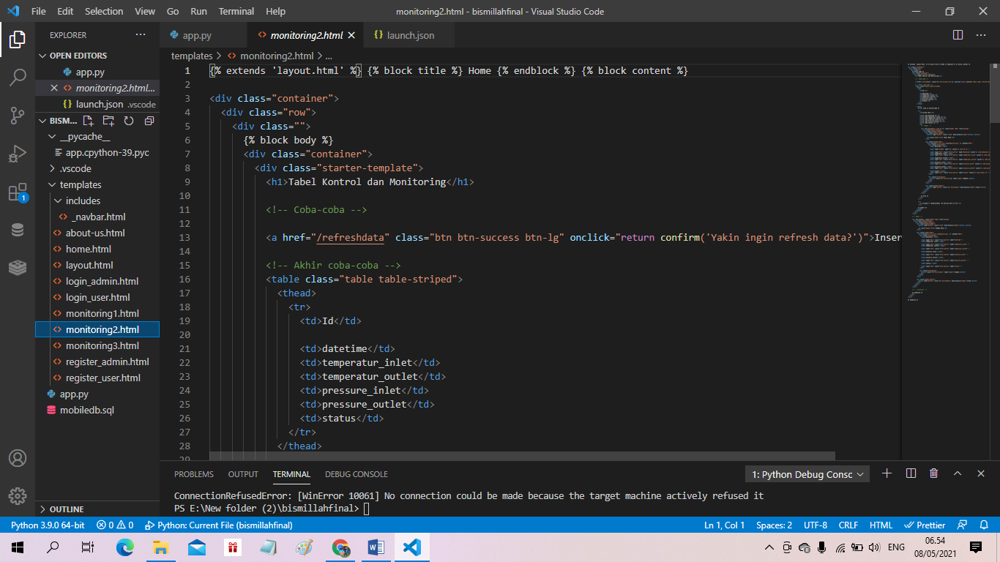 File Edit Selection View Go Run Terminal Help
monitoring2.html - bismillahfinal - Visual Studio Code
EXPLORER
OPEN EDITORS
app.py
monitoring2.html...
launch.json .vscode
BISM...
__pycache__
app.cpython-39.pyc
.vscode
templates
includes
_navbar.html
about-us.html
home.html
layout.html
login_admin.html
login_user.html
monitoring1.html
monitoring2.html
monitoring3.html
register_admin.html
register_user.html
app.py
mobiledb.sql
OUTLINE
1
app.py monitoring2.html launch.json
templates > monitoring2.html > ...
1 {% extends 'layout.html' %} {% block title %} Home {% endblock %} {% block content %}
2
3 <div class="container">
4 <div class="row">
5 <div class="">
6 {% block body %}
7 <div class="container">
8 <div class="starter-template">
9 <h1>Tabel Kontrol dan Monitoring</h1>
10
11 <!-- Coba-coba -->
12
13 <a href="/refreshdata" class="btn btn-success btn-lg" onclick="return confirm('Yakin ingin refresh data?')">Inser
14
15 <!-- Akhir coba-coba -->
16 <table class="table table-striped">
17 <thead>
18 <tr>
19 <td>Id</td>
20
21 <td>datetime</td>
22 <td>temperatur_inlet</td>
23 <td>temperatur_outlet</td>
24 <td>pressure_inlet</td>
25 <td>pressure_outlet</td>
26 <td>status</td>
27 </tr>
28 </thead>
29
PROBLEMS OUTPUT TERMINAL DEBUG CONSOLE
1: Python Debug Consc
ConnectionRefusedError: [WinError 10061] No connection could be made because the target machine actively refused it
PS E:\New folder (2)\bismillahfinal>
Python 3.9.0 64-bit 0 0 Python: Current File (bismillahfinal)
Ln 1, Col 1 Spaces: 2 UTF-8 CRLF HTML Prettier
ENG
06.54
08/05/2021